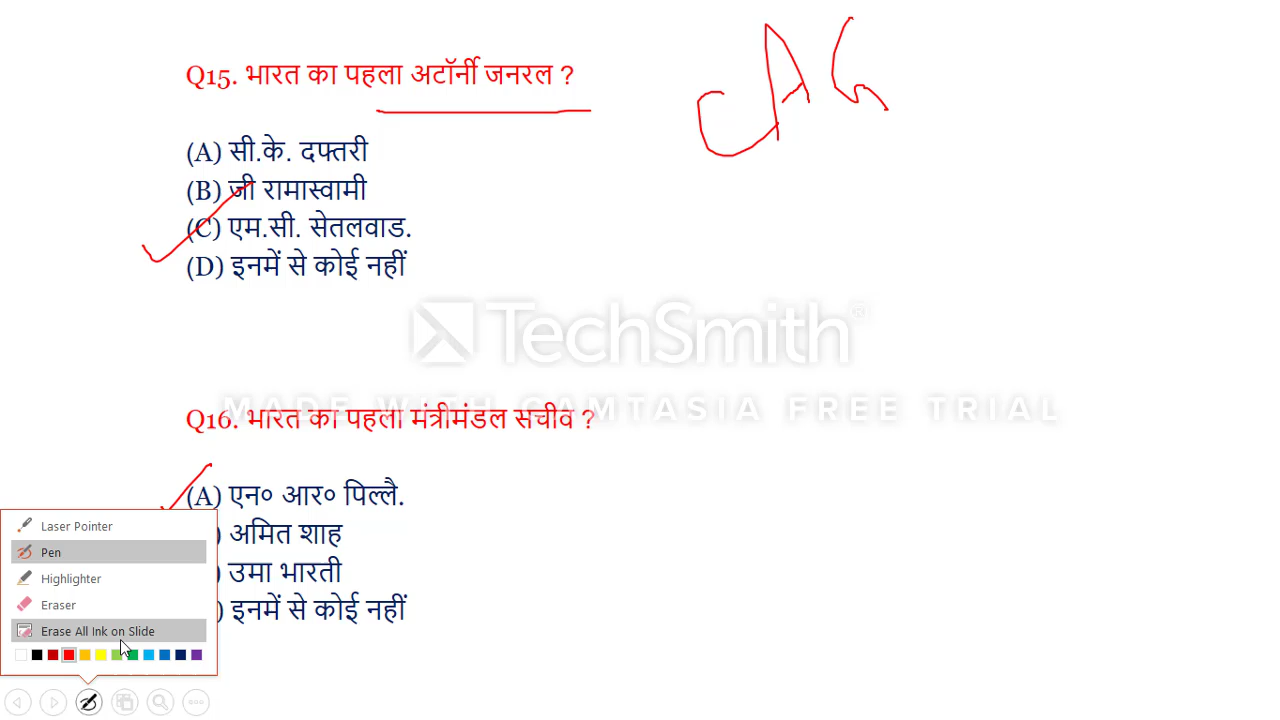 CAG
Q15. भारत का पहला अटॉर्नी जनरल ?
(A) सी.के. दफ्तरी
(B) जी रामास्वामी
(C) एम.सी. सेतलवाड.
(D) इनमें से कोई नहीं
TechSmith®
MADE WITH CAMTASIA FREE TRIAL
Q16. भारत का पहला मंत्रीमंडल सचीव ?
(A) एन० आर० पिल्लै.
) अमित शाह
) उमा भारती
) इनमें से कोई नहीं
Laser Pointer
Pen
Highlighter
Eraser
Erase All Ink on Slide